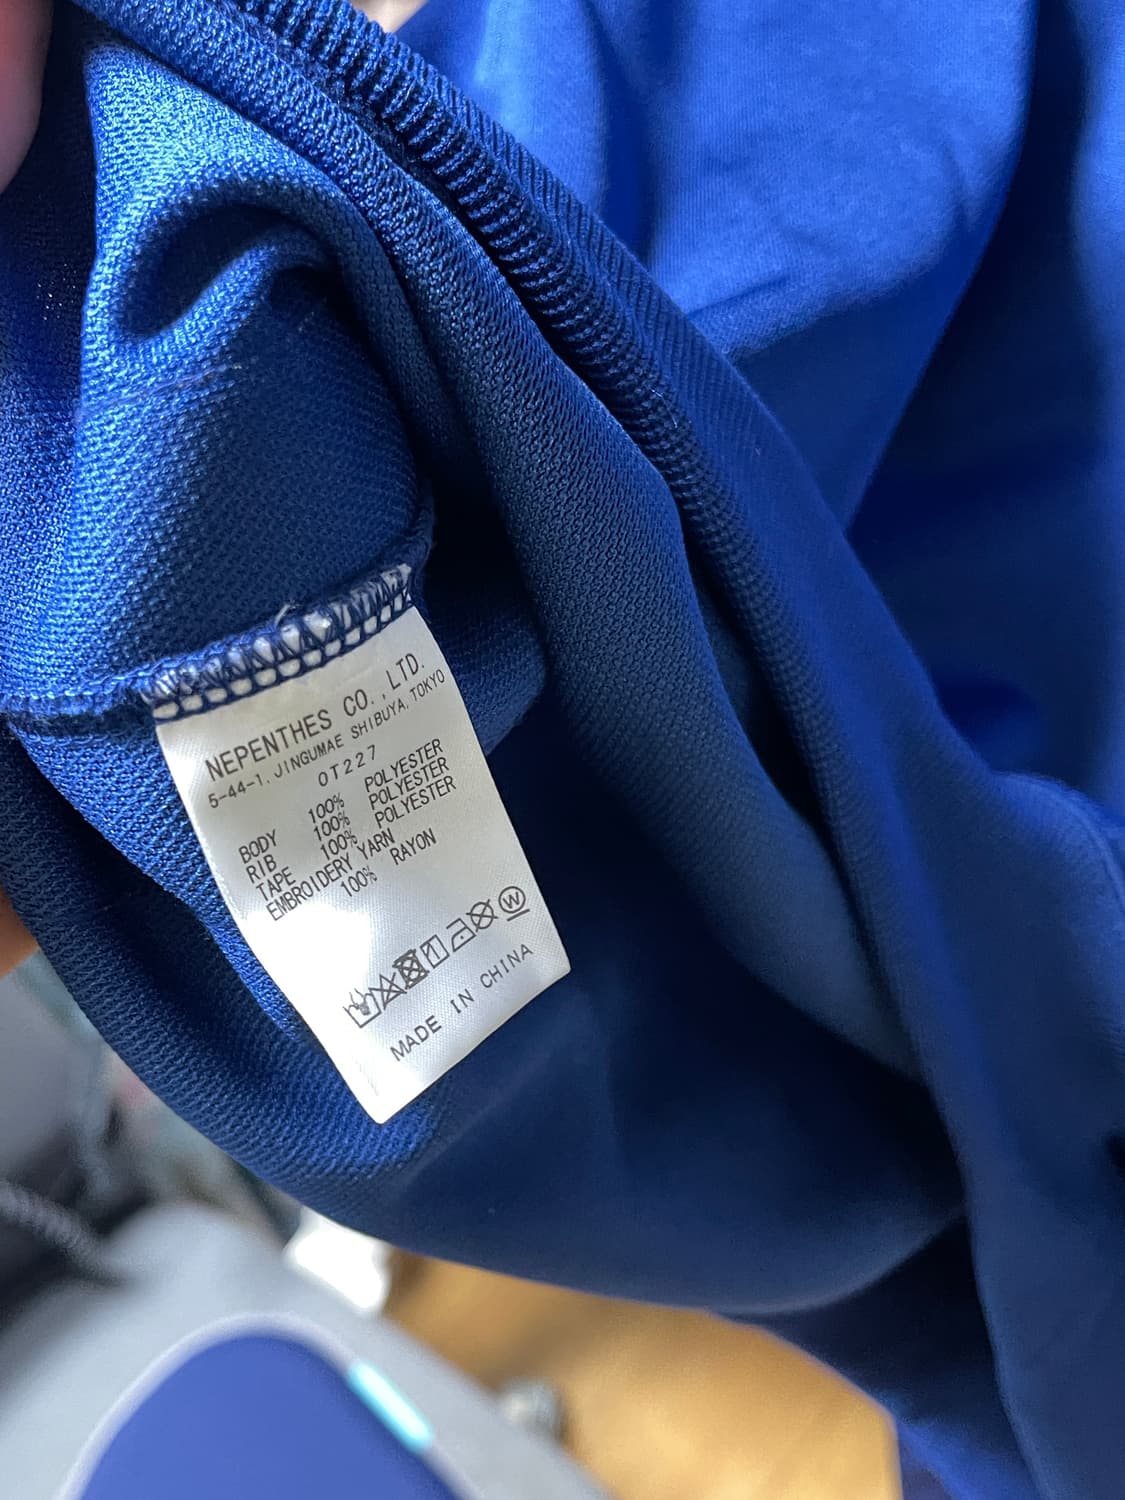 NEPENTHES CO.,LTD.
5-44-1, JINGUMAE SHIBUYA, TOKYO
OT227
BODY 100% POLYESTER
RIB 100% POLYESTER
TAPE 100% POLYESTER
EMBROIDERY YARN
100% RAYON
W
MADE IN CHINA